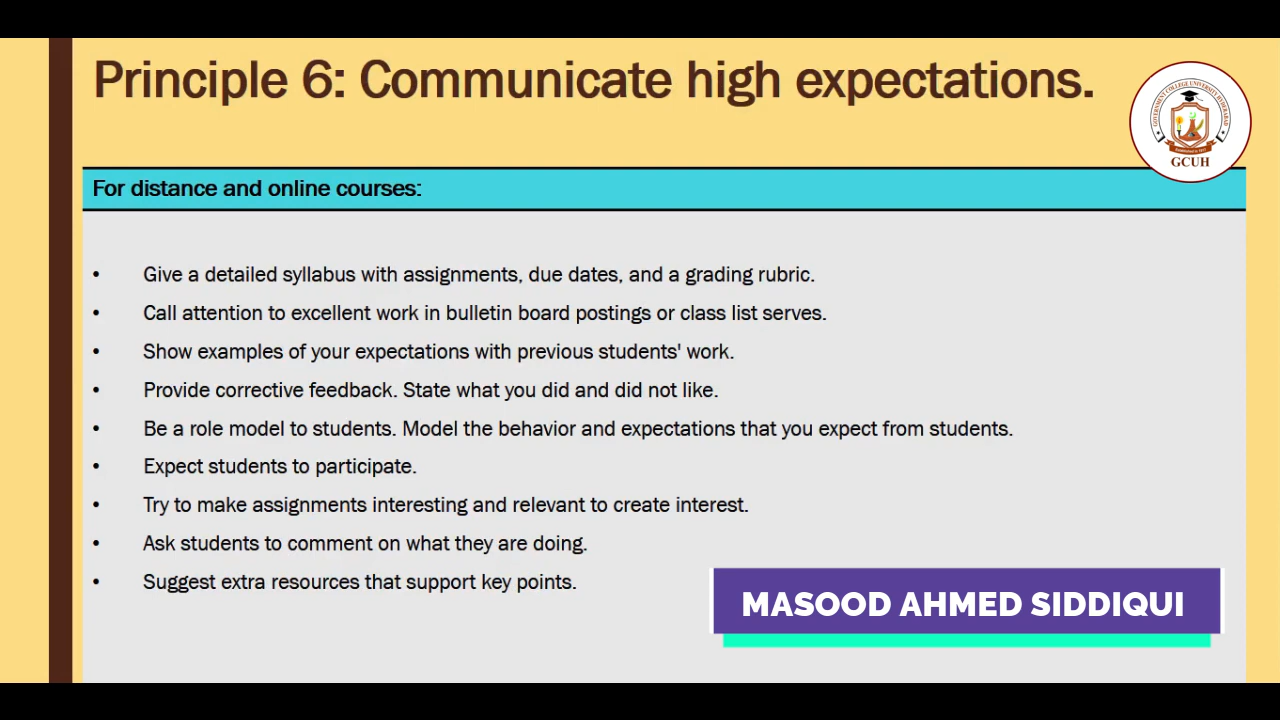 Principle 6: Communicate high expectations.
GOVERNMENT COLLEGE UNIVERSITY HYDERABAD
GCUH
For distance and online courses:
• Give a detailed syllabus with assignments, due dates, and a grading rubric.
• Call attention to excellent work in bulletin board postings or class list serves.
• Show examples of your expectations with previous students' work.
• Provide corrective feedback. State what you did and did not like.
• Be a role model to students. Model the behavior and expectations that you expect from students.
• Expect students to participate.
• Try to make assignments interesting and relevant to create interest.
• Ask students to comment on what they are doing.
• Suggest extra resources that support key points.
MASOOD AHMED SIDDIQUI